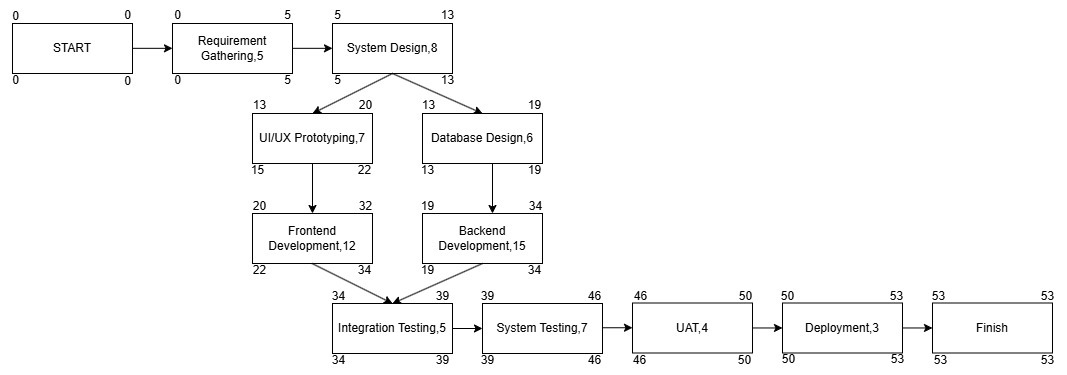 0 0 0 5 5 13
START
Requirement
Gathering,5
System Design,8
0 0 0 5 5 13
13 20 13 19
UI/UX Prototyping,7
Database Design,6
15 22 13 19
20 32 19 34
Frontend
Development,12
Backend
Development,15
22 34 19 34
34 39 39 46 46 50 50 53 53 53
Integration Testing,5
System Testing,7
UAT,4
Deployment,3
Finish
34 39 39 46 46 50 50 53 53 53